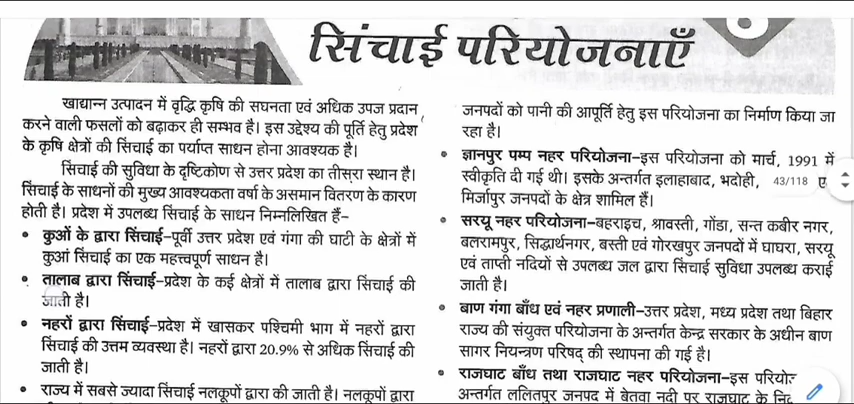 सिंचाई परियोजनाएँ
खाद्यान्न उत्पादन में वृद्धि कृषि की सघनता एवं अधिक उपज प्रदान
करने वाली फसलों को बढ़ाकर ही सम्भव है। इस उद्देश्य की पूर्ति हेतु प्रदेश
के कृषि क्षेत्रों की सिंचाई का पर्याप्त साधन होना आवश्यक है।
सिंचाई की सुविधा के दृष्टिकोण से उत्तर प्रदेश का तीसरा स्थान है।
सिंचाई के साधनों की मुख्य आवश्यकता वर्षा के असमान वितरण के कारण
होती है। प्रदेश में उपलब्ध सिंचाई के साधन निम्नलिखित हैं–
• कुओं के द्वारा सिंचाई–पूर्वी उत्तर प्रदेश एवं गंगा की घाटी के क्षेत्रों में
कुआं सिंचाई का एक महत्त्वपूर्ण साधन है।
• तालाब द्वारा सिंचाई–प्रदेश के कई क्षेत्रों में तालाब द्वारा सिंचाई की
जाती है।
• नहरों द्वारा सिंचाई–प्रदेश में खासकर पश्चिमी भाग में नहरों द्वारा
सिंचाई की उत्तम व्यवस्था है। नहरों द्वारा 20.9% से अधिक सिंचाई की
जाती है।
• राज्य में सबसे ज्यादा सिंचाई नलकूपों द्वारा की जाती है। नलकूपों द्वारा
जनपदों को पानी की आपूर्ति हेतु इस परियोजना का निर्माण किया जा
रहा है।
• ज्ञानपुर पम्प नहर परियोजना–इस परियोजना को मार्च, 1991 में
स्वीकृति दी गई थी। इसके अन्तर्गत इलाहाबाद, भदोही, 43/118
मिर्जापुर जनपदों के क्षेत्र शामिल हैं।
• सरयू नहर परियोजना–बहराइच, श्रावस्ती, गोंडा, सन्त कबीर नगर,
बलरामपुर, सिद्धार्थनगर, बस्ती एवं गोरखपुर जनपदों में घाघरा, सरयू
एवं ताप्ती नदियों से उपलब्ध जल द्वारा सिंचाई सुविधा उपलब्ध कराई
जाती है।
• बाण गंगा बाँध एवं नहर प्रणाली–उत्तर प्रदेश, मध्य प्रदेश तथा बिहार
राज्य की संयुक्त परियोजना के अन्तर्गत केन्द्र सरकार के अधीन बाण
सागर नियन्त्रण परिषद् की स्थापना की गई है।
• राजघाट बाँध तथा राजघाट नहर परियोजना–इस
अन्तर्गत ललितपुर जनपद में बेतवा नदी पर राजघाट के